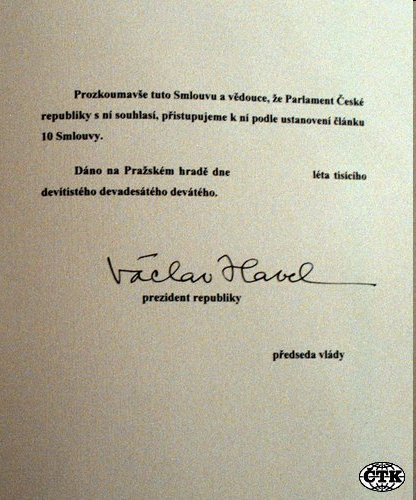 Prozkoumavše tuto Smlouvu a vědouce, že Parlament České
republiky s ní souhlasí, přistupujeme k ní podle ustanovení článku
10 Smlouvy.
Dáno na Pražském hradě dne léta tisícího
devítistého devadesátého devátého.
Václav Havel
prezident republiky
předseda vlády
ČTK